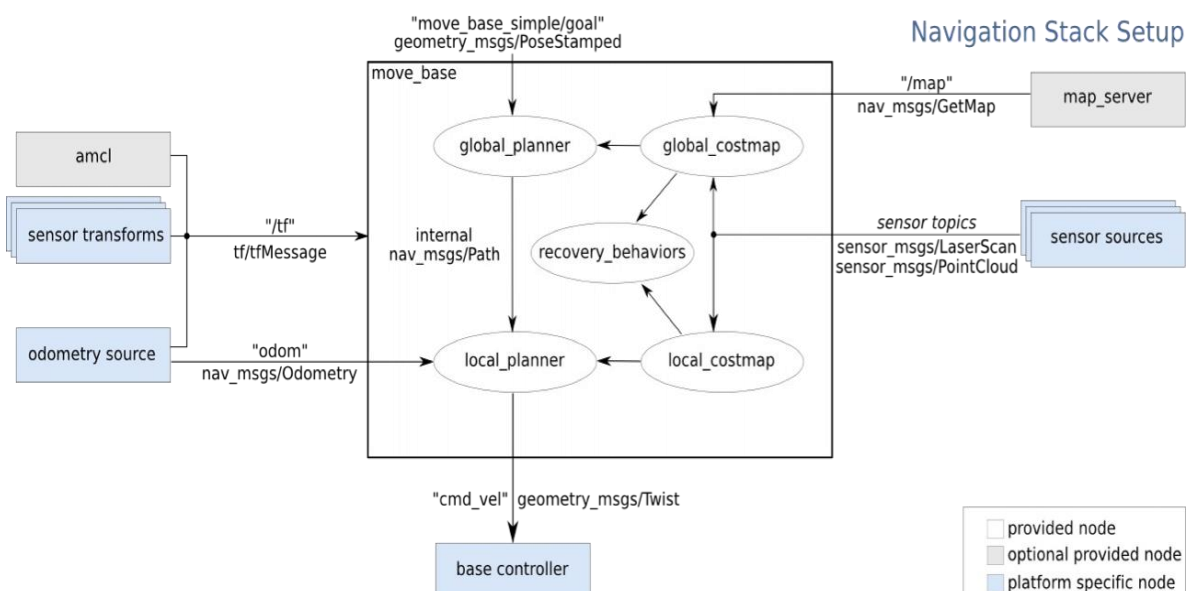 Navigation Stack Setup
"move_base_simple/goal"
geometry_msgs/PoseStamped
move_base
"/map"
nav_msgs/GetMap
map_server
global_planner
global_costmap
amcl
sensor transforms
"/tf"
tf/tfMessage
internal
nav_msgs/Path
recovery_behaviors
sensor topics
sensor_msgs/LaserScan
sensor_msgs/PointCloud
sensor sources
odometry source
"odom"
nav_msgs/Odometry
local_planner
local_costmap
"cmd_vel" geometry_msgs/Twist
base controller
provided node
optional provided node
platform specific node